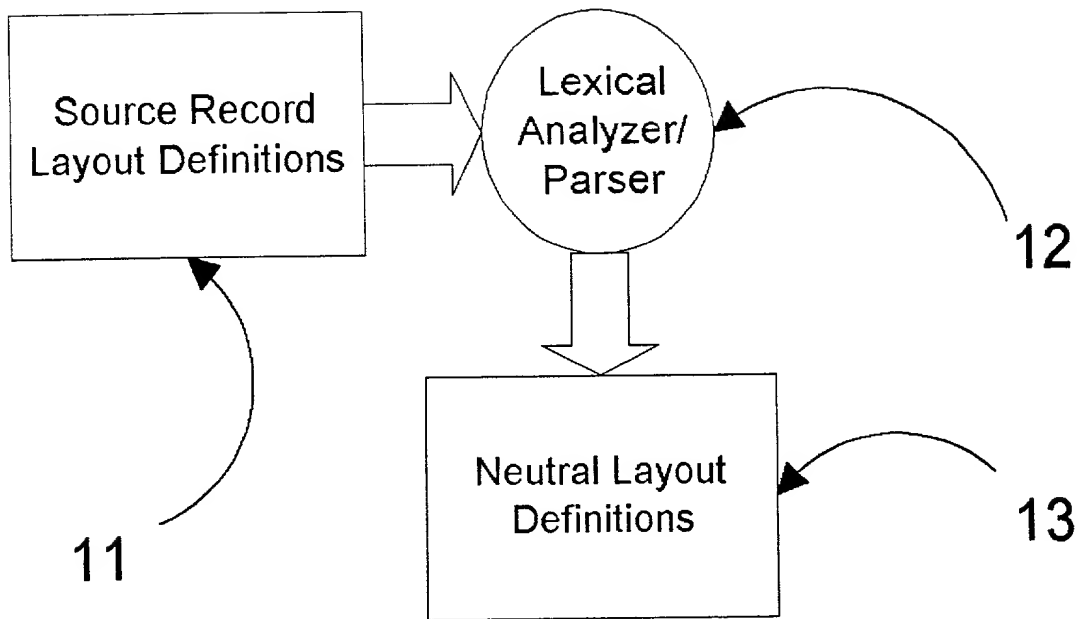 Source Record
Layout Definitions
Lexical
Analyzer/
Parser
12
Neutral Layout
Definitions
11
13